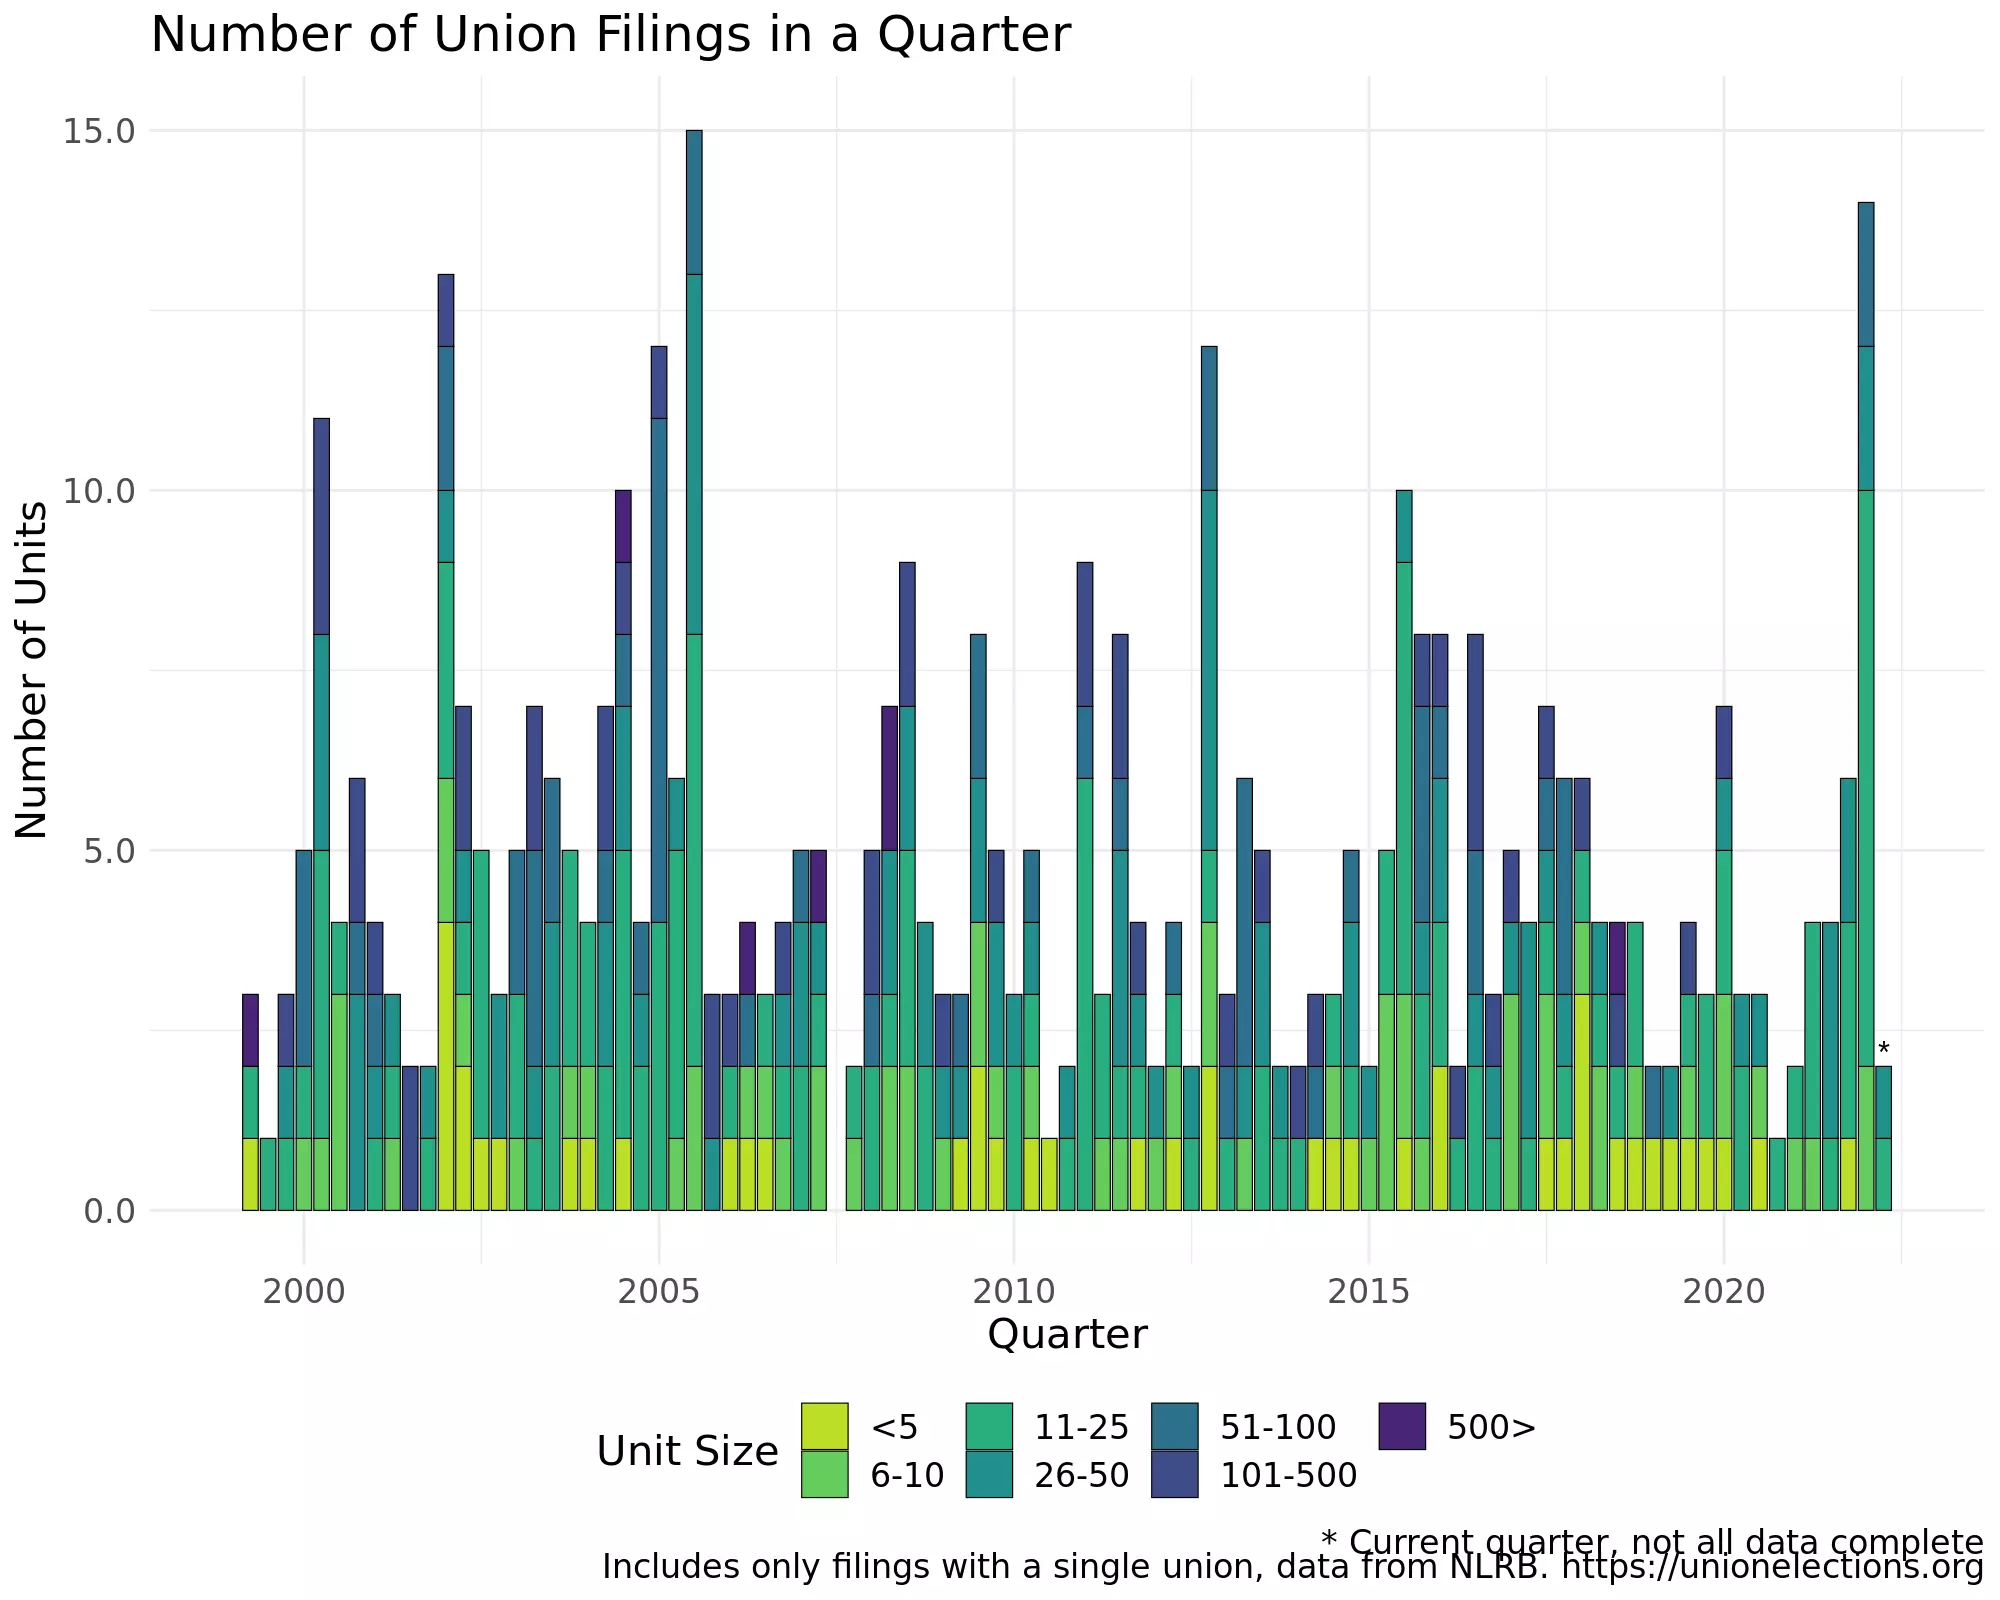 Number of Union Filings in a Quarter
Number of Units
15.0
10.0
5.0
0.0
*
2000 2005 2010 2015 2020
Quarter
Unit Size
<5 11-25 51-100 500>
6-10 26-50 101-500
* Current quarter, not all data complete
Includes only filings with a single union, data from NLRB. https://unionelections.org